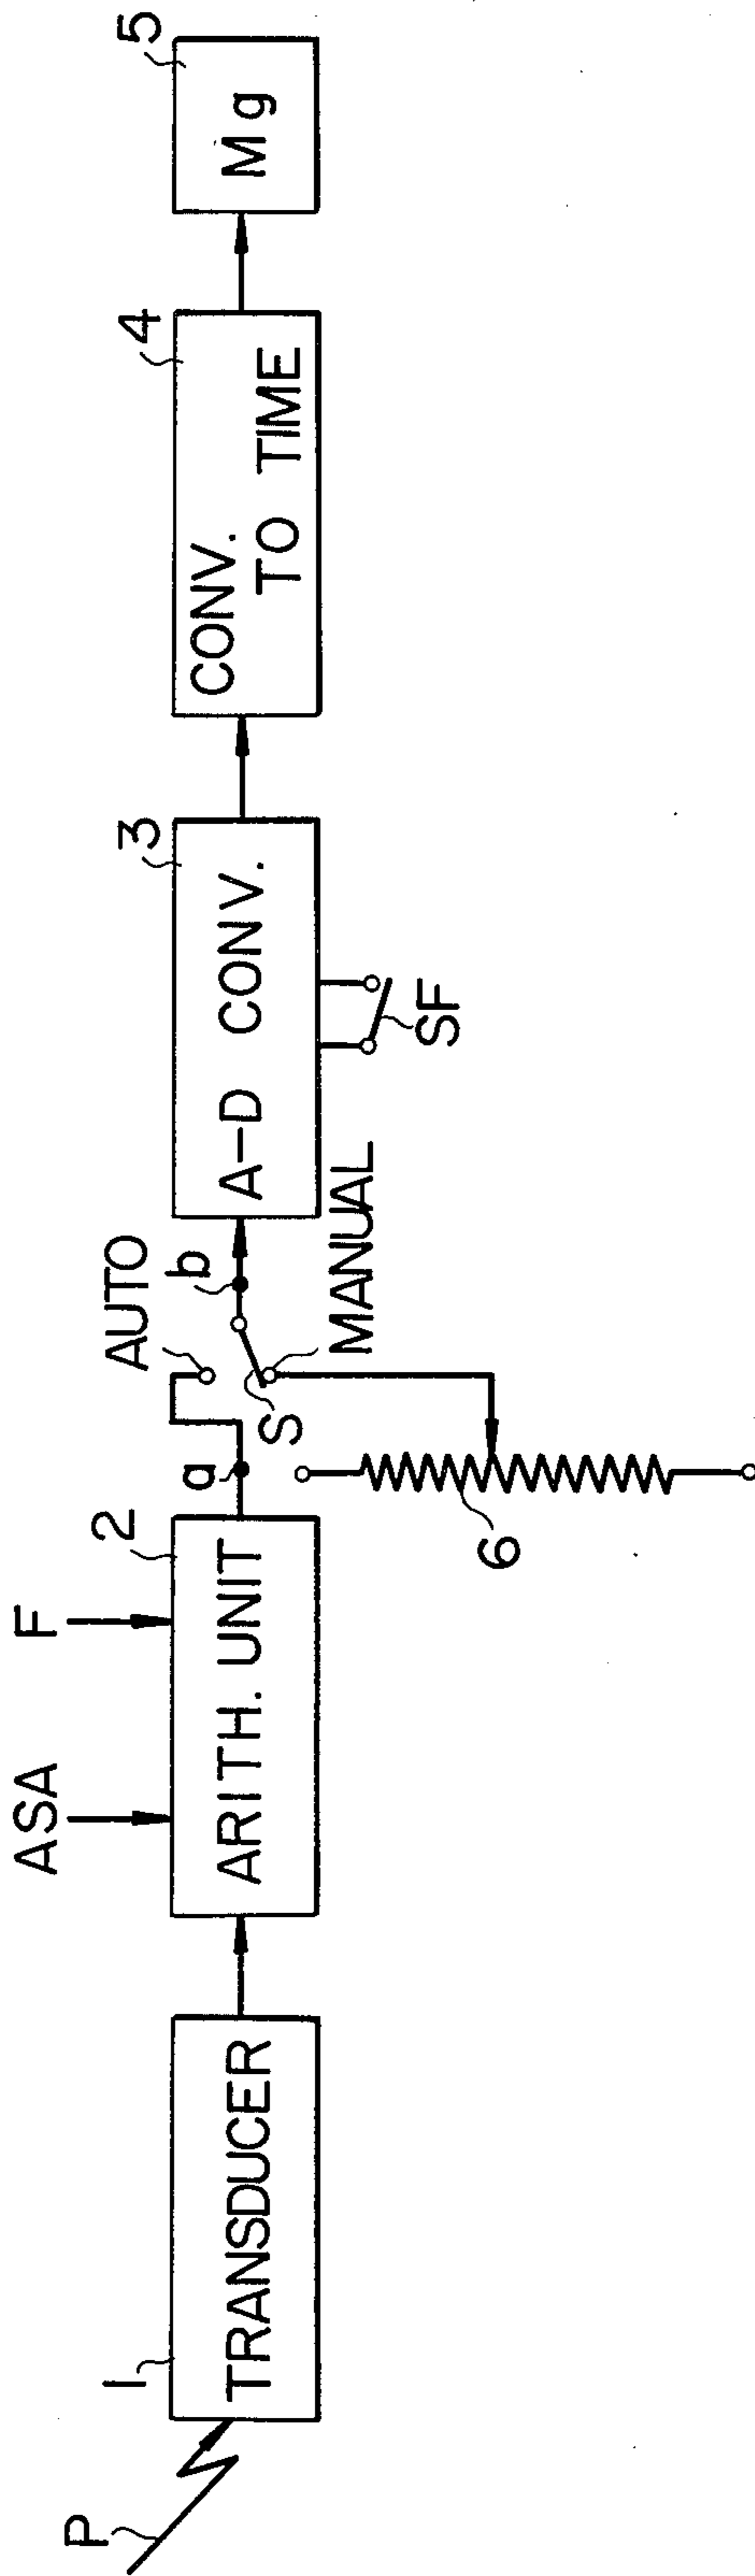 P
1
TRANSDUCER
ASA
F
2
ARITH. UNIT
a
AUTO
b
S
MANUAL
6
3
A-D CONV.
SF
4
CONV.
TO TIME
5
Mg